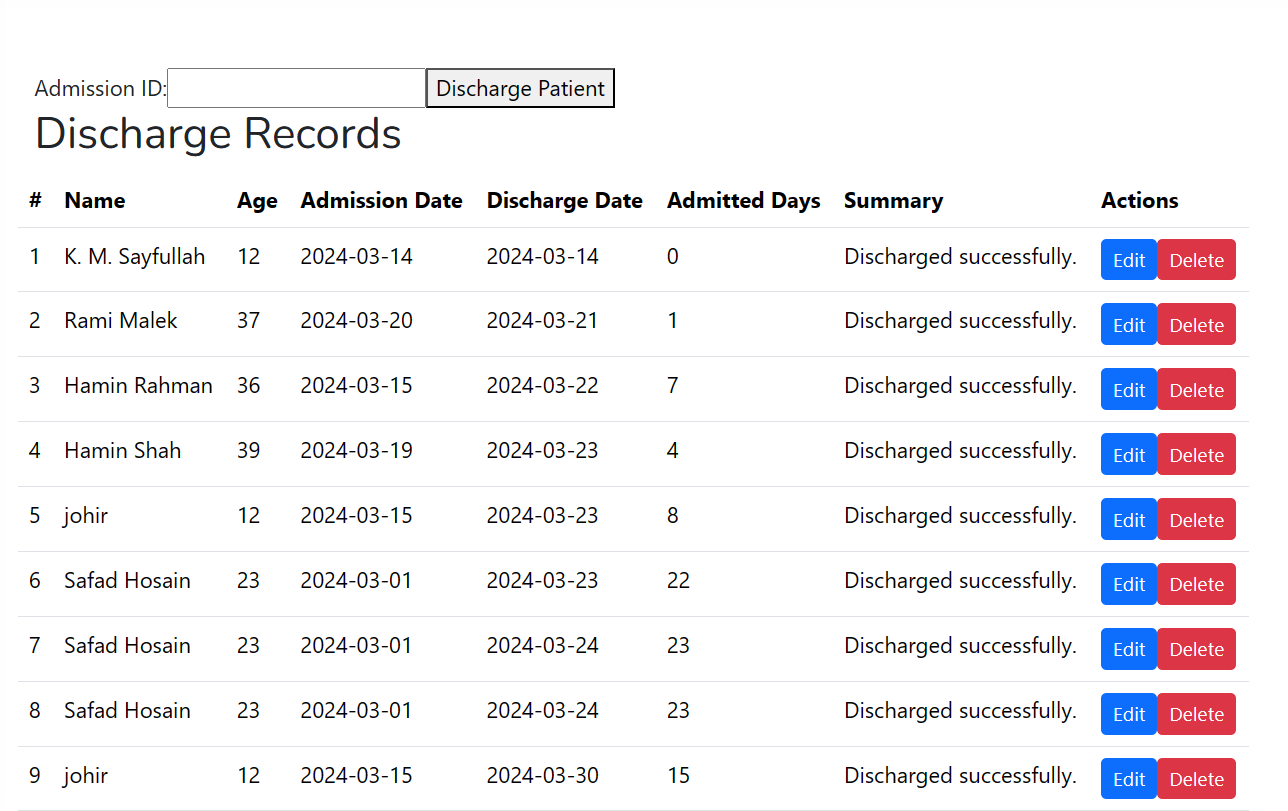 Admission ID: Discharge Patient
Discharge Records
# Name Age Admission Date Discharge Date Admitted Days Summary Actions
1 K. M. Sayfullah 12 2024-03-14 2024-03-14 0 Discharged successfully. Edit Delete
2 Rami Malek 37 2024-03-20 2024-03-21 1 Discharged successfully. Edit Delete
3 Hamin Rahman 36 2024-03-15 2024-03-22 7 Discharged successfully. Edit Delete
4 Hamin Shah 39 2024-03-19 2024-03-23 4 Discharged successfully. Edit Delete
5 johir 12 2024-03-15 2024-03-23 8 Discharged successfully. Edit Delete
6 Safad Hosain 23 2024-03-01 2024-03-23 22 Discharged successfully. Edit Delete
7 Safad Hosain 23 2024-03-01 2024-03-24 23 Discharged successfully. Edit Delete
8 Safad Hosain 23 2024-03-01 2024-03-24 23 Discharged successfully. Edit Delete
9 johir 12 2024-03-15 2024-03-30 15 Discharged successfully. Edit Delete